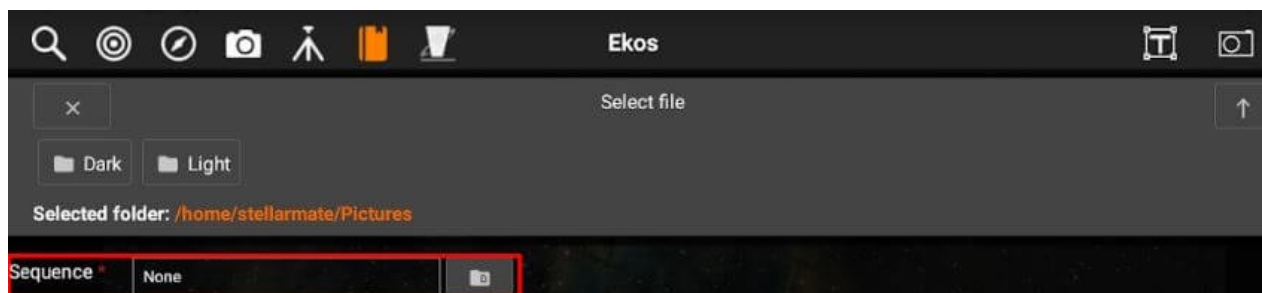 Ekos
Select file
Dark Light
Selected folder: /home/stellarmate/Pictures
Sequence * None